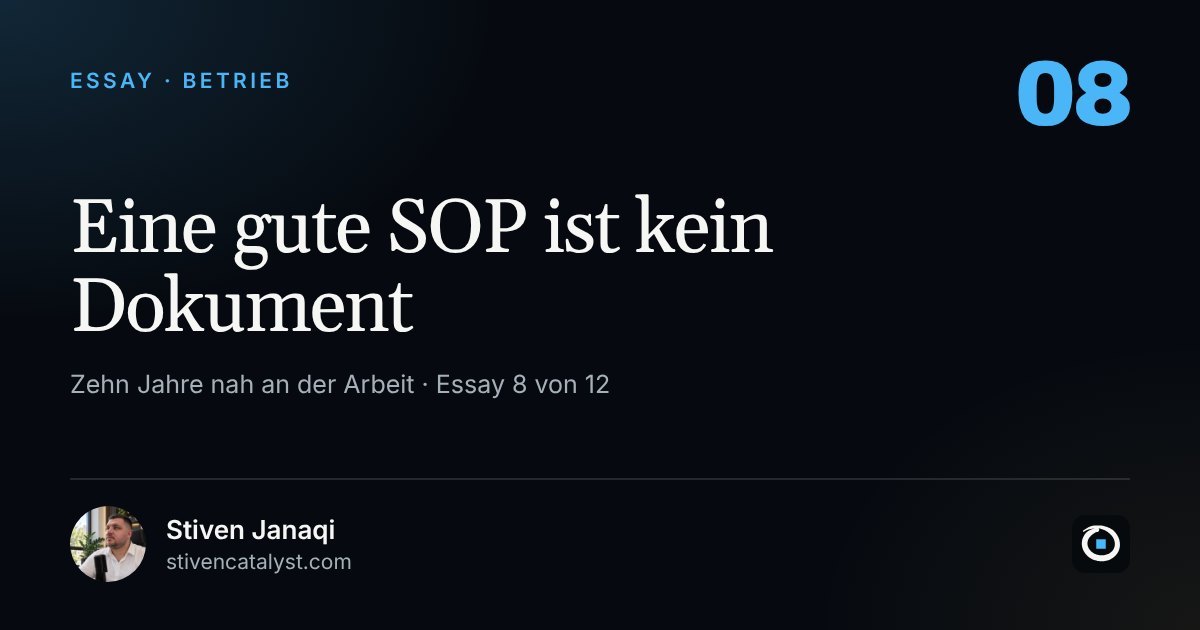 ESSAY · BETRIEB
08
Eine gute SOP ist kein
Dokument
Zehn Jahre nah an der Arbeit · Essay 8 von 12
Stiven Janaqi
stivencatalyst.com